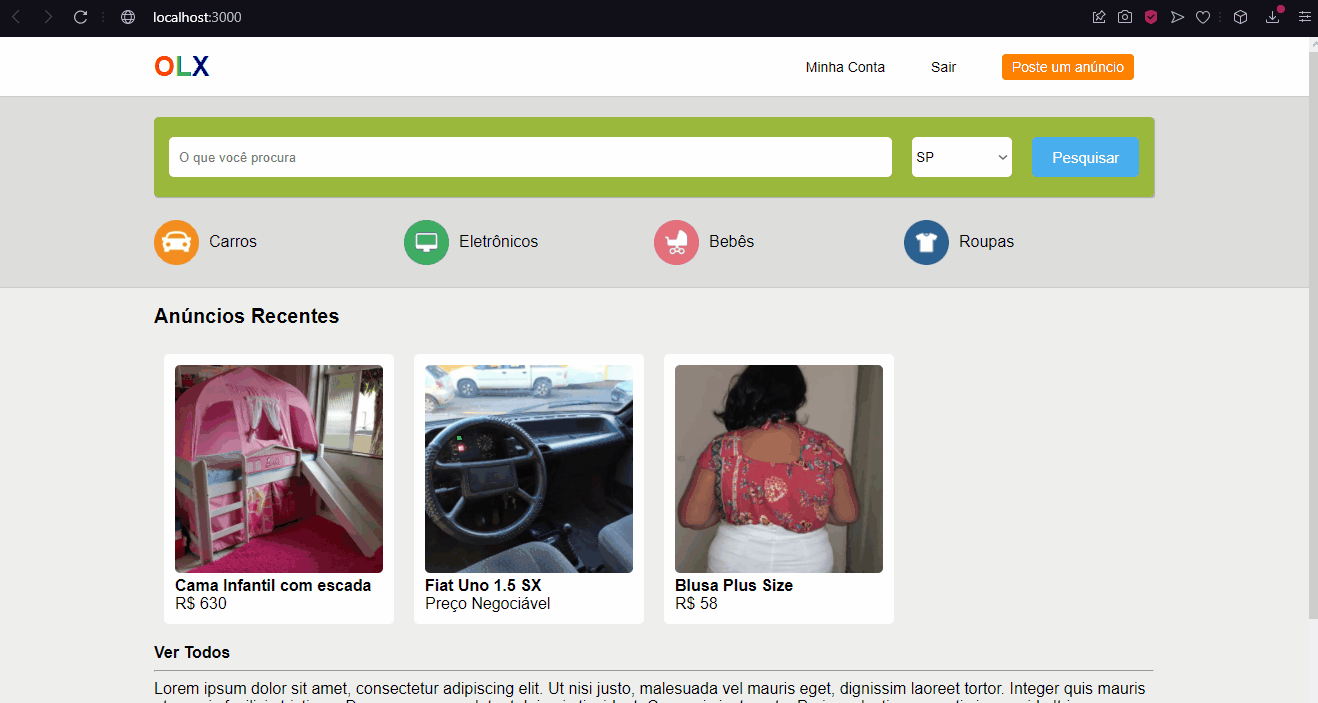 localhost:3000
OLX
Minha Conta
Sair
Poste um anúncio
O que você procura
SP
Pesquisar
Carros
Eletrônicos
Bebês
Roupas
Anúncios Recentes
Cama Infantil com escada
R$ 630
Fiat Uno 1.5 SX
Preço Negociável
Blusa Plus Size
R$ 58
Ver Todos
Lorem ipsum dolor sit amet, consectetur adipiscing elit. Ut nisi justo, malesuada vel mauris eget, dignissim laoreet tortor. Integer quis mauris